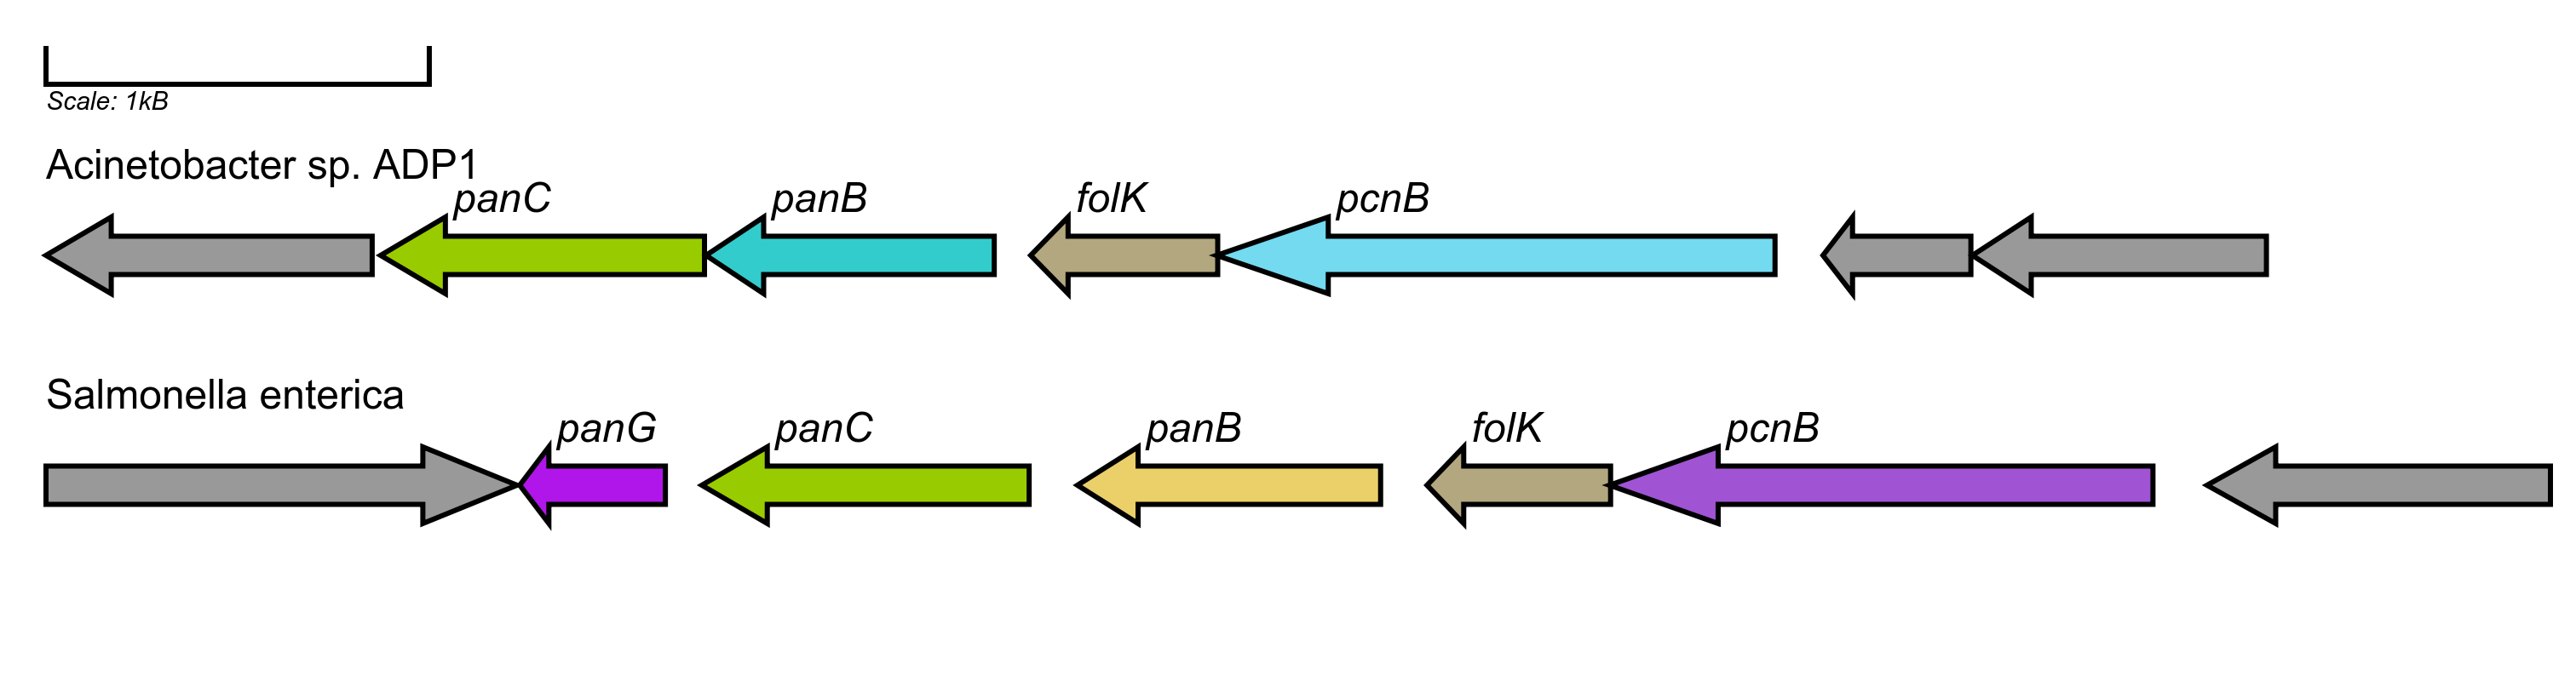 Scale: 1kB
Acinetobacter sp. ADP1
panC panB folK pcnB
Salmonella enterica
panG panC panB folK pcnB